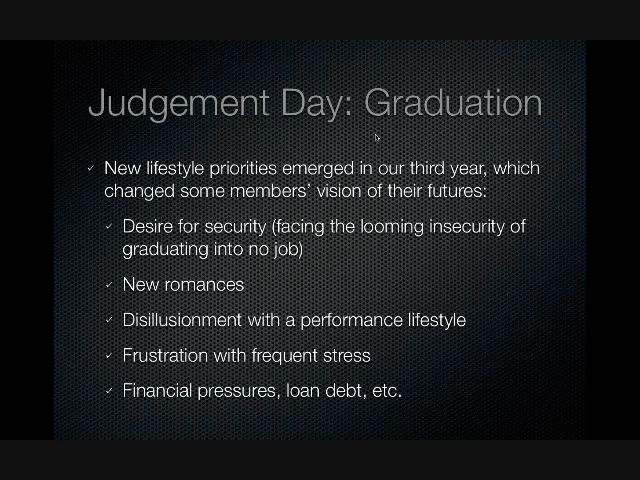 Judgement Day: Graduation
New lifestyle priorities emerged in our third year, which
changed some members' vision of their futures:
Desire for security (facing the looming insecurity of
graduating into no job)
New romances
Disillusionment with a performance lifestyle
Frustration with frequent stress
Financial pressures, loan debt, etc.